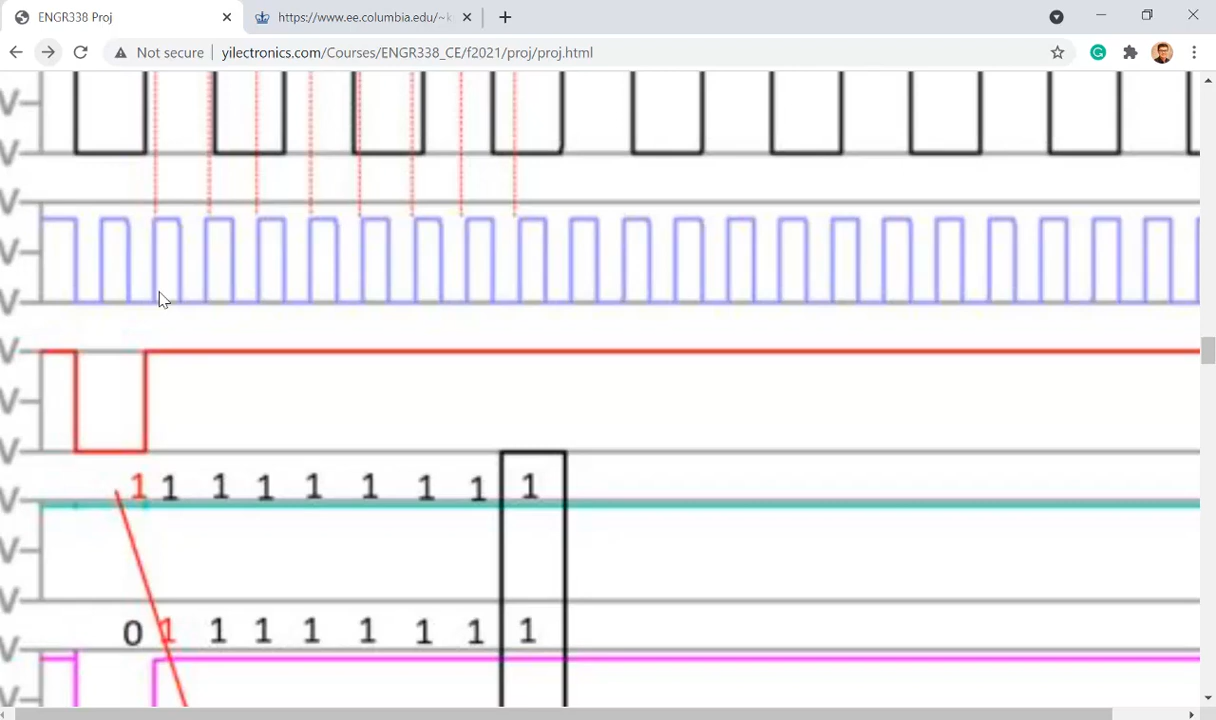 ENGR338 Proj
https://www.ee.columbia.edu/~k
Not secure
yilectronics.com/Courses/ENGR338_CE/f2021/proj/proj.html
V
V
V
V
V
V
V
V
1 1 1 1 1 1 1 1 1
V
V
V
0 1 1 1 1 1 1 1 1
V
V